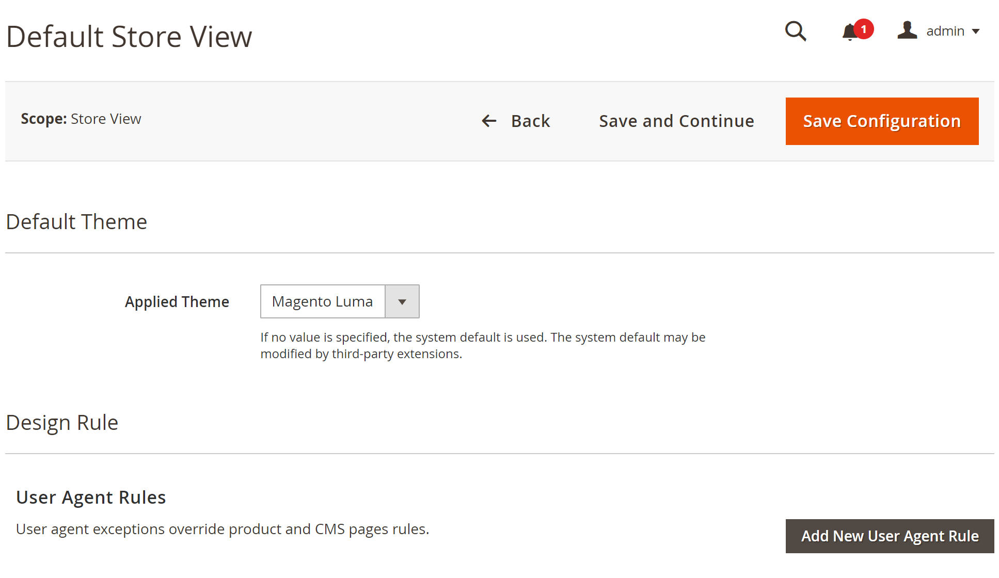 Default Store View
1
admin
Scope: Store View
Back
Save and Continue
Save Configuration
Default Theme
Applied Theme
Magento Luma
If no value is specified, the system default is used. The system default may be
modified by third-party extensions.
Design Rule
User Agent Rules
User agent exceptions override product and CMS pages rules.
Add New User Agent Rule